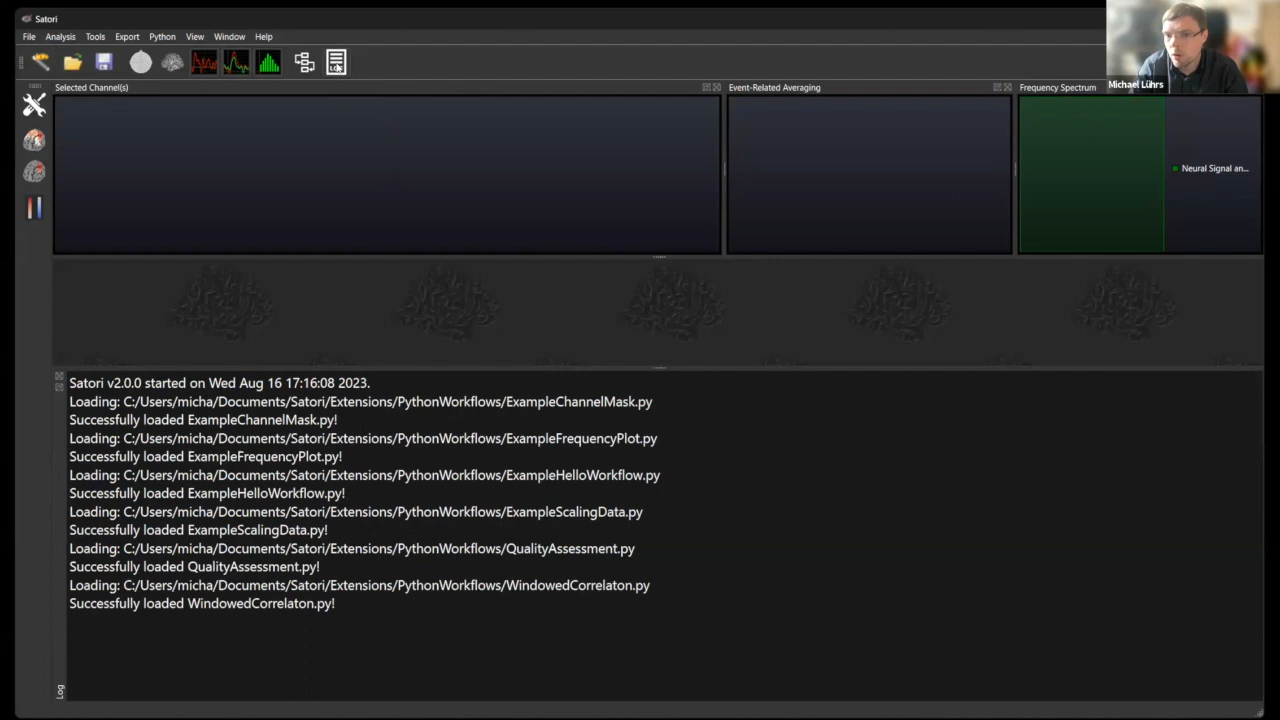 Satori
File Analysis Tools Export Python View Window Help
LOG
Michael Lührs
Selected Channel(s)
Event-Related Averaging
Frequency Spectrum
Neural Signal an...
Satori v2.0.0 started on Wed Aug 16 17:16:08 2023.
Loading: C:/Users/micha/Documents/Satori/Extensions/PythonWorkflows/ExampleChannelMask.py
Successfully loaded ExampleChannelMask.py!
Loading: C:/Users/micha/Documents/Satori/Extensions/PythonWorkflows/ExampleFrequencyPlot.py
Successfully loaded ExampleFrequencyPlot.py!
Loading: C:/Users/micha/Documents/Satori/Extensions/PythonWorkflows/ExampleHelloWorkflow.py
Successfully loaded ExampleHelloWorkflow.py!
Loading: C:/Users/micha/Documents/Satori/Extensions/PythonWorkflows/ExampleScalingData.py
Successfully loaded ExampleScalingData.py!
Loading: C:/Users/micha/Documents/Satori/Extensions/PythonWorkflows/QualityAssessment.py
Successfully loaded QualityAssessment.py!
Loading: C:/Users/micha/Documents/Satori/Extensions/PythonWorkflows/WindowedCorrelaton.py
Successfully loaded WindowedCorrelaton.py!
Log